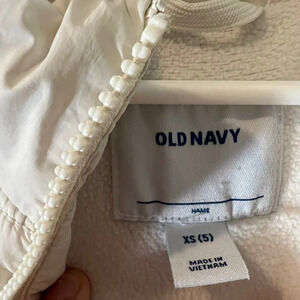 OLD NAVY
NAME
XS (5)
MADE IN
VIETNAM